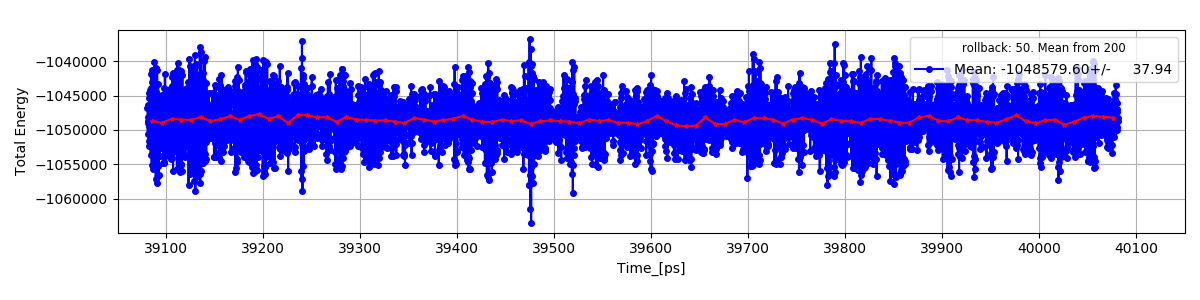 rollback: 50. Mean from 200
Mean: -1048579.60+/-     37.94
Total Energy
−1040000
−1045000
−1050000
−1055000
−1060000
39100 39200 39300 39400 39500 39600 39700 39800 39900 40000 40100
Time_[ps]